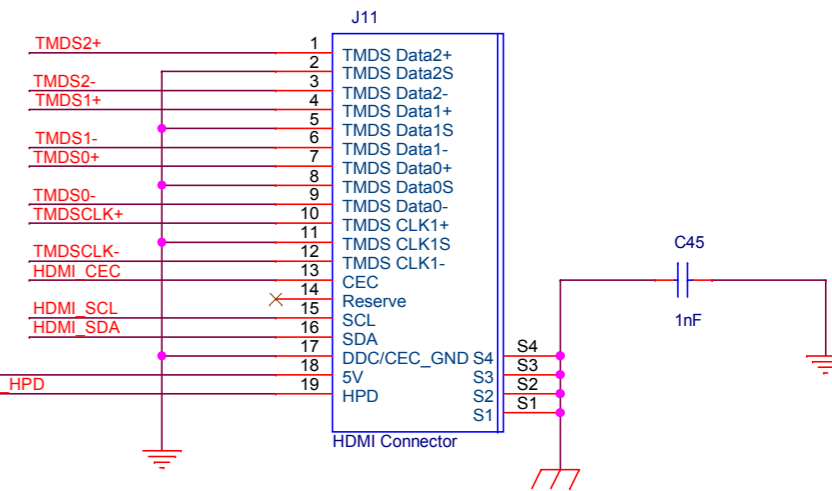 J11
TMDS2+ 1 TMDS Data2+
2 TMDS Data2S
TMDS2- 3 TMDS Data2-
TMDS1+ 4 TMDS Data1+
5 TMDS Data1S
TMDS1- 6 TMDS Data1-
TMDS0+ 7 TMDS Data0+
8 TMDS Data0S
TMDS0- 9 TMDS Data0-
TMDSCLK+ 10 TMDS CLK1+
11 TMDS CLK1S
TMDSCLK- 12 TMDS CLK1-
HDMI_CEC 13 CEC
14 Reserve
HDMI_SCL 15 SCL
HDMI_SDA 16 SDA
17 DDC/CEC_GND S4 S4
18 5V S3 S3
_HPD 19 HPD S2 S2
S1 S1
HDMI Connector
C45
1nF